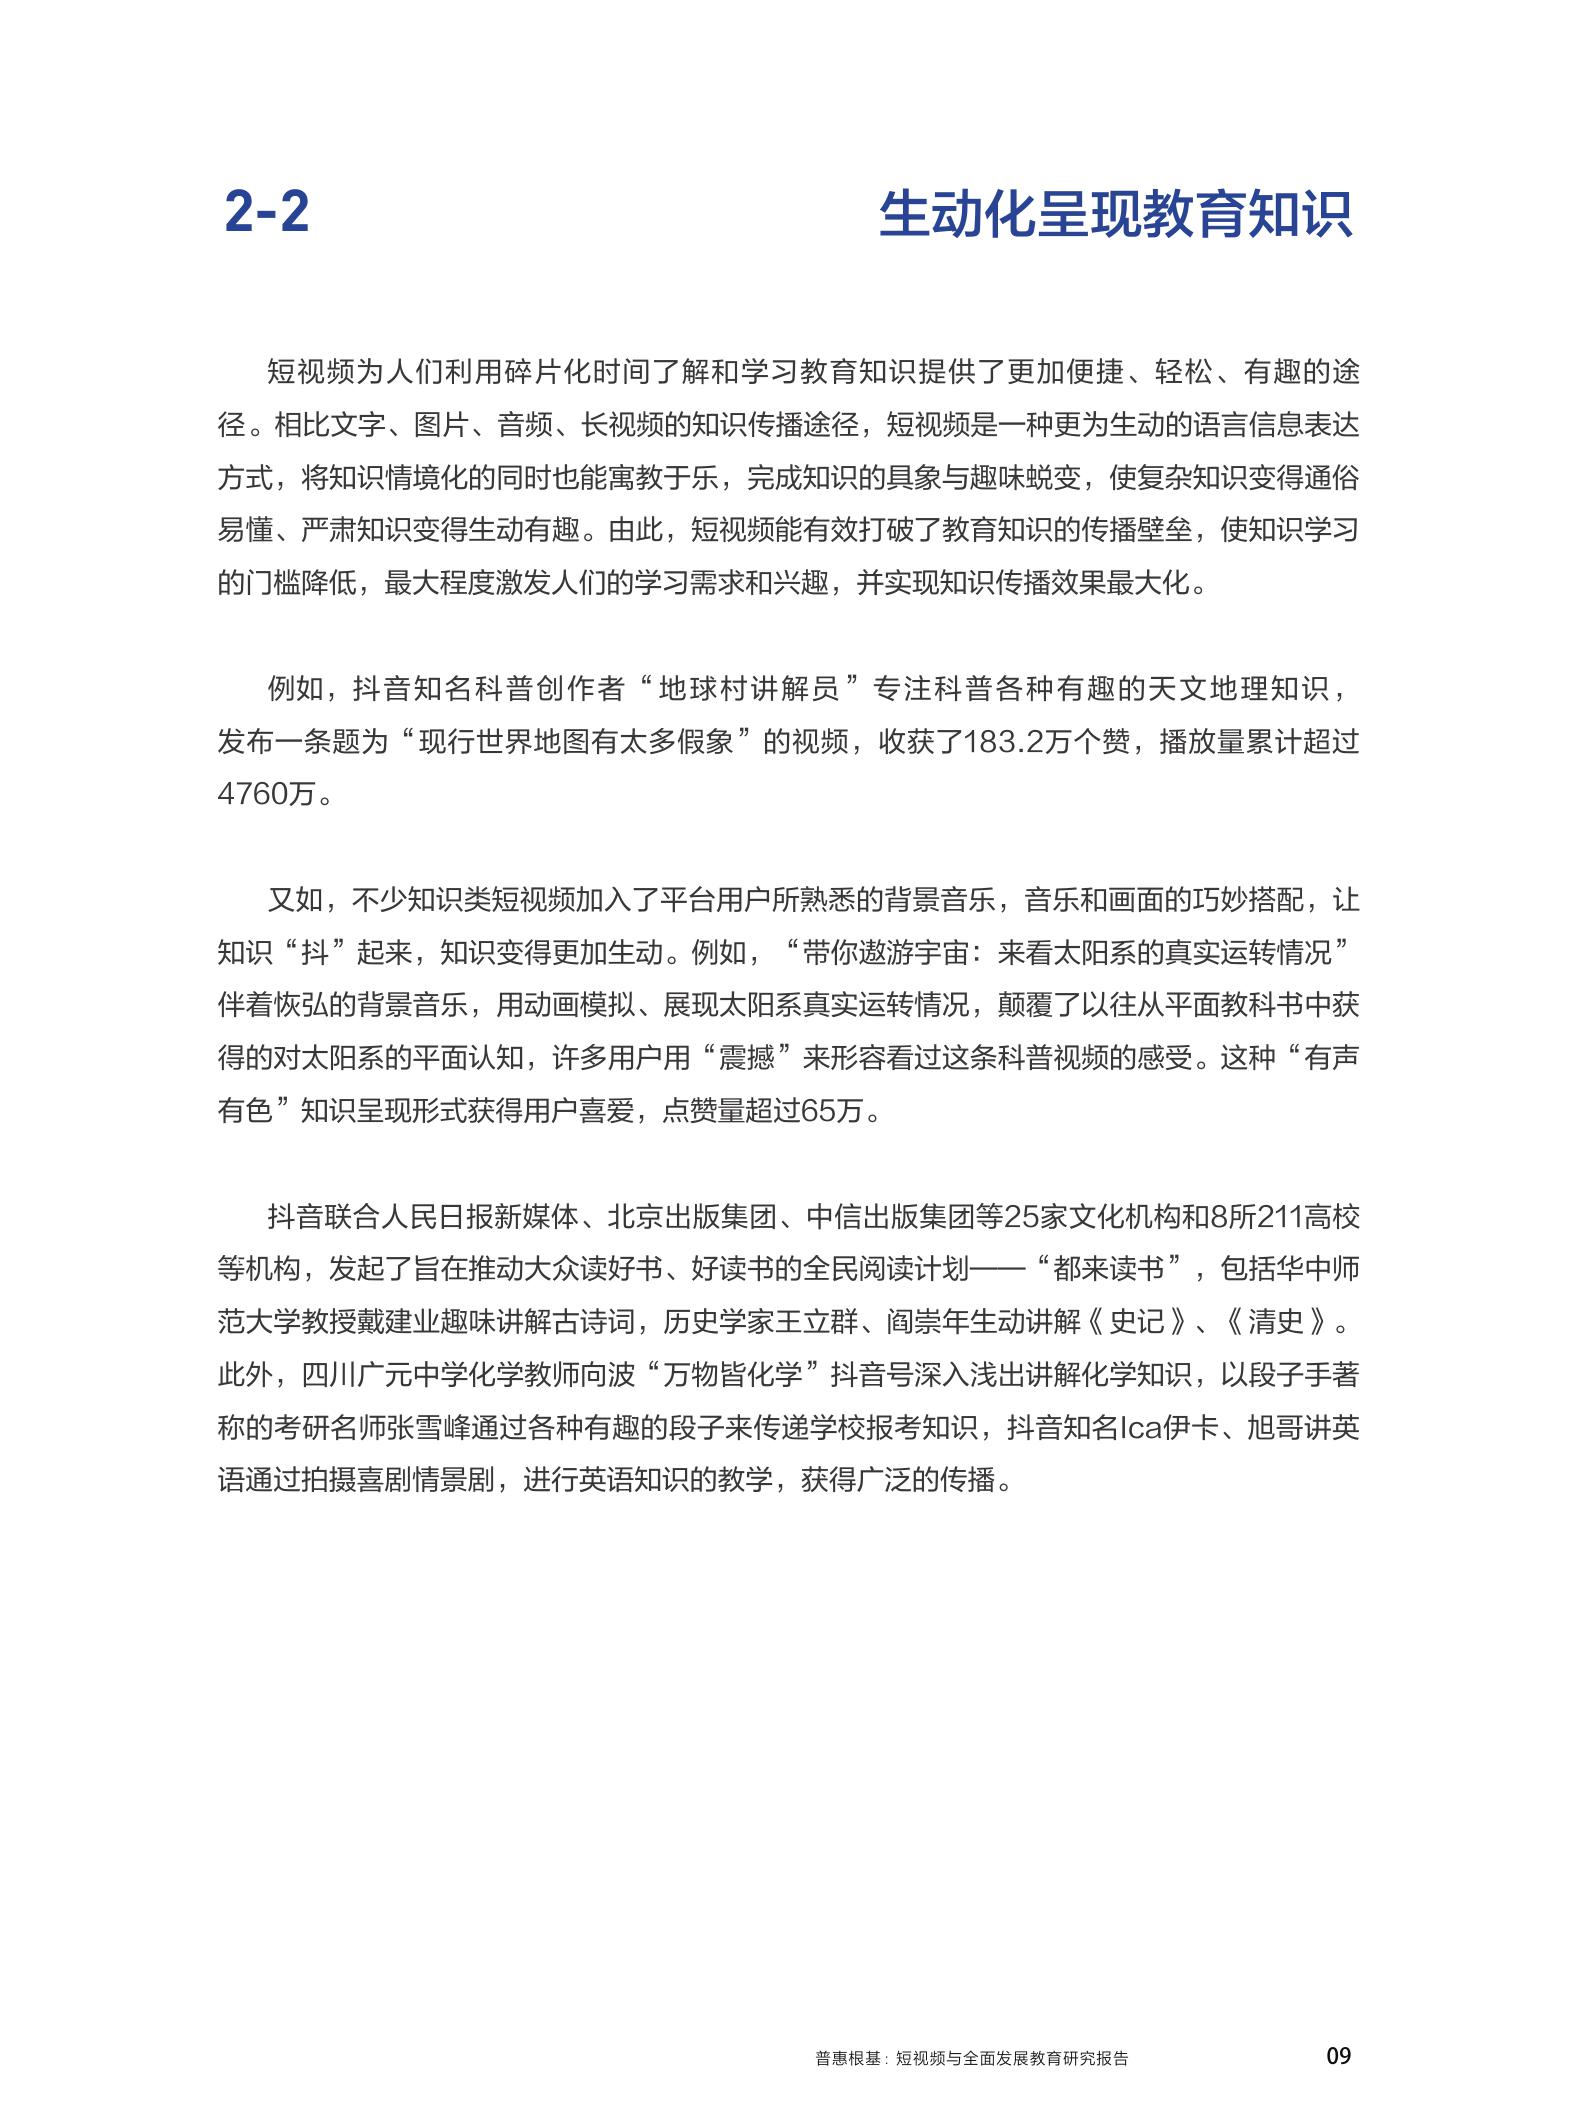 2-2
生动化呈现教育知识
短视频为人们利用碎片化时间了解和学习教育知识提供了更加便捷、轻松、有趣的途
径。相比文字、图片、音频、长视频的知识传播途径，短视频是一种更为生动的语言信息表达
方式，将知识情境化的同时也能寓教于乐，完成知识的具象与趣味蜕变，使复杂知识变得通俗
易懂、严肃知识变得生动有趣。由此，短视频能有效打破了教育知识的传播壁垒，使知识学习
的门槛降低，最大程度激发人们的学习需求和兴趣，并实现知识传播效果最大化。
例如，抖音知名科普创作者“地球村讲解员”专注科普各种有趣的天文地理知识，
发布一条题为“现行世界地图有太多假象”的视频，收获了183.2万个赞，播放量累计超过
4760万。
又如，不少知识类短视频加入了平台用户所熟悉的背景音乐，音乐和画面的巧妙搭配，让
知识“抖”起来，知识变得更加生动。例如，“带你遨游宇宙：来看太阳系的真实运转情况”
伴着恢弘的背景音乐，用动画模拟、展现太阳系真实运转情况，颠覆了以往从平面教科书中获
得的对太阳系的平面认知，许多用户用“震撼”来形容看过这条科普视频的感受。这种“有声
有色”知识呈现形式获得用户喜爱，点赞量超过65万。
抖音联合人民日报新媒体、北京出版集团、中信出版集团等25家文化机构和8所211高校
等机构，发起了旨在推动大众读好书、好读书的全民阅读计划——“都来读书”，包括华中师
范大学教授戴建业趣味讲解古诗词，历史学家王立群、阎崇年生动讲解《史记》、《清史》。
此外，四川广元中学化学教师向波“万物皆化学”抖音号深入浅出讲解化学知识，以段子手著
称的考研名师张雪峰通过各种有趣的段子来传递学校报考知识，抖音知名Ica伊卡、旭哥讲英
语通过拍摄喜剧情景剧，进行英语知识的教学，获得广泛的传播。
普惠根基：短视频与全面发展教育研究报告
09